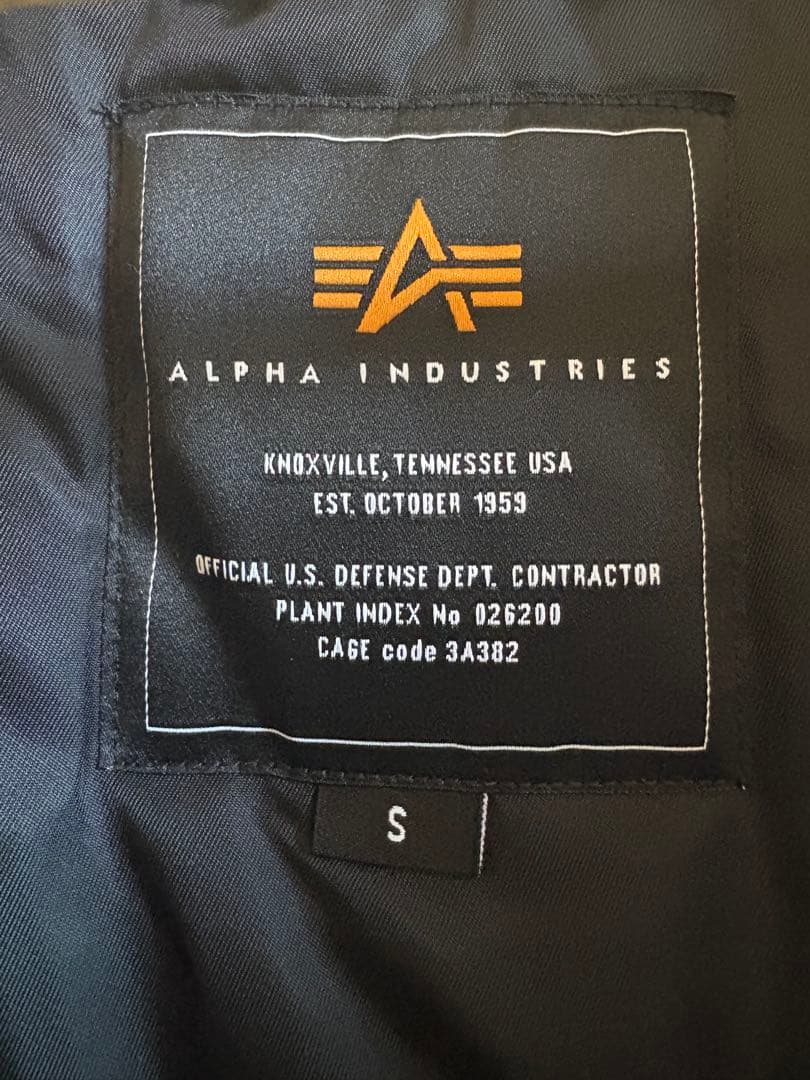 ALPHA INDUSTRIES
KNOXVILLE, TENNESSEE USA
EST. OCTOBER 1959
OFFICIAL U.S. DEFENSE DEPT. CONTRACTOR
PLANT INDEX No 026200
CAGE code 3A382
S